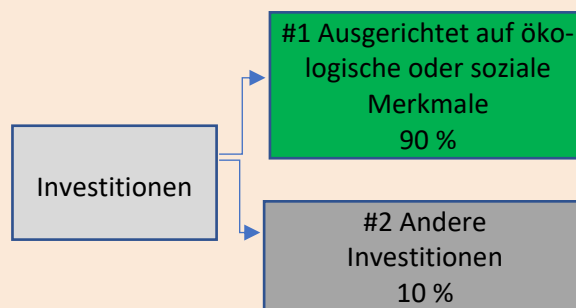 #1 Ausgerichtet auf öko-
logische oder soziale
Merkmale
90 %
Investitionen
#2 Andere
Investitionen
10 %